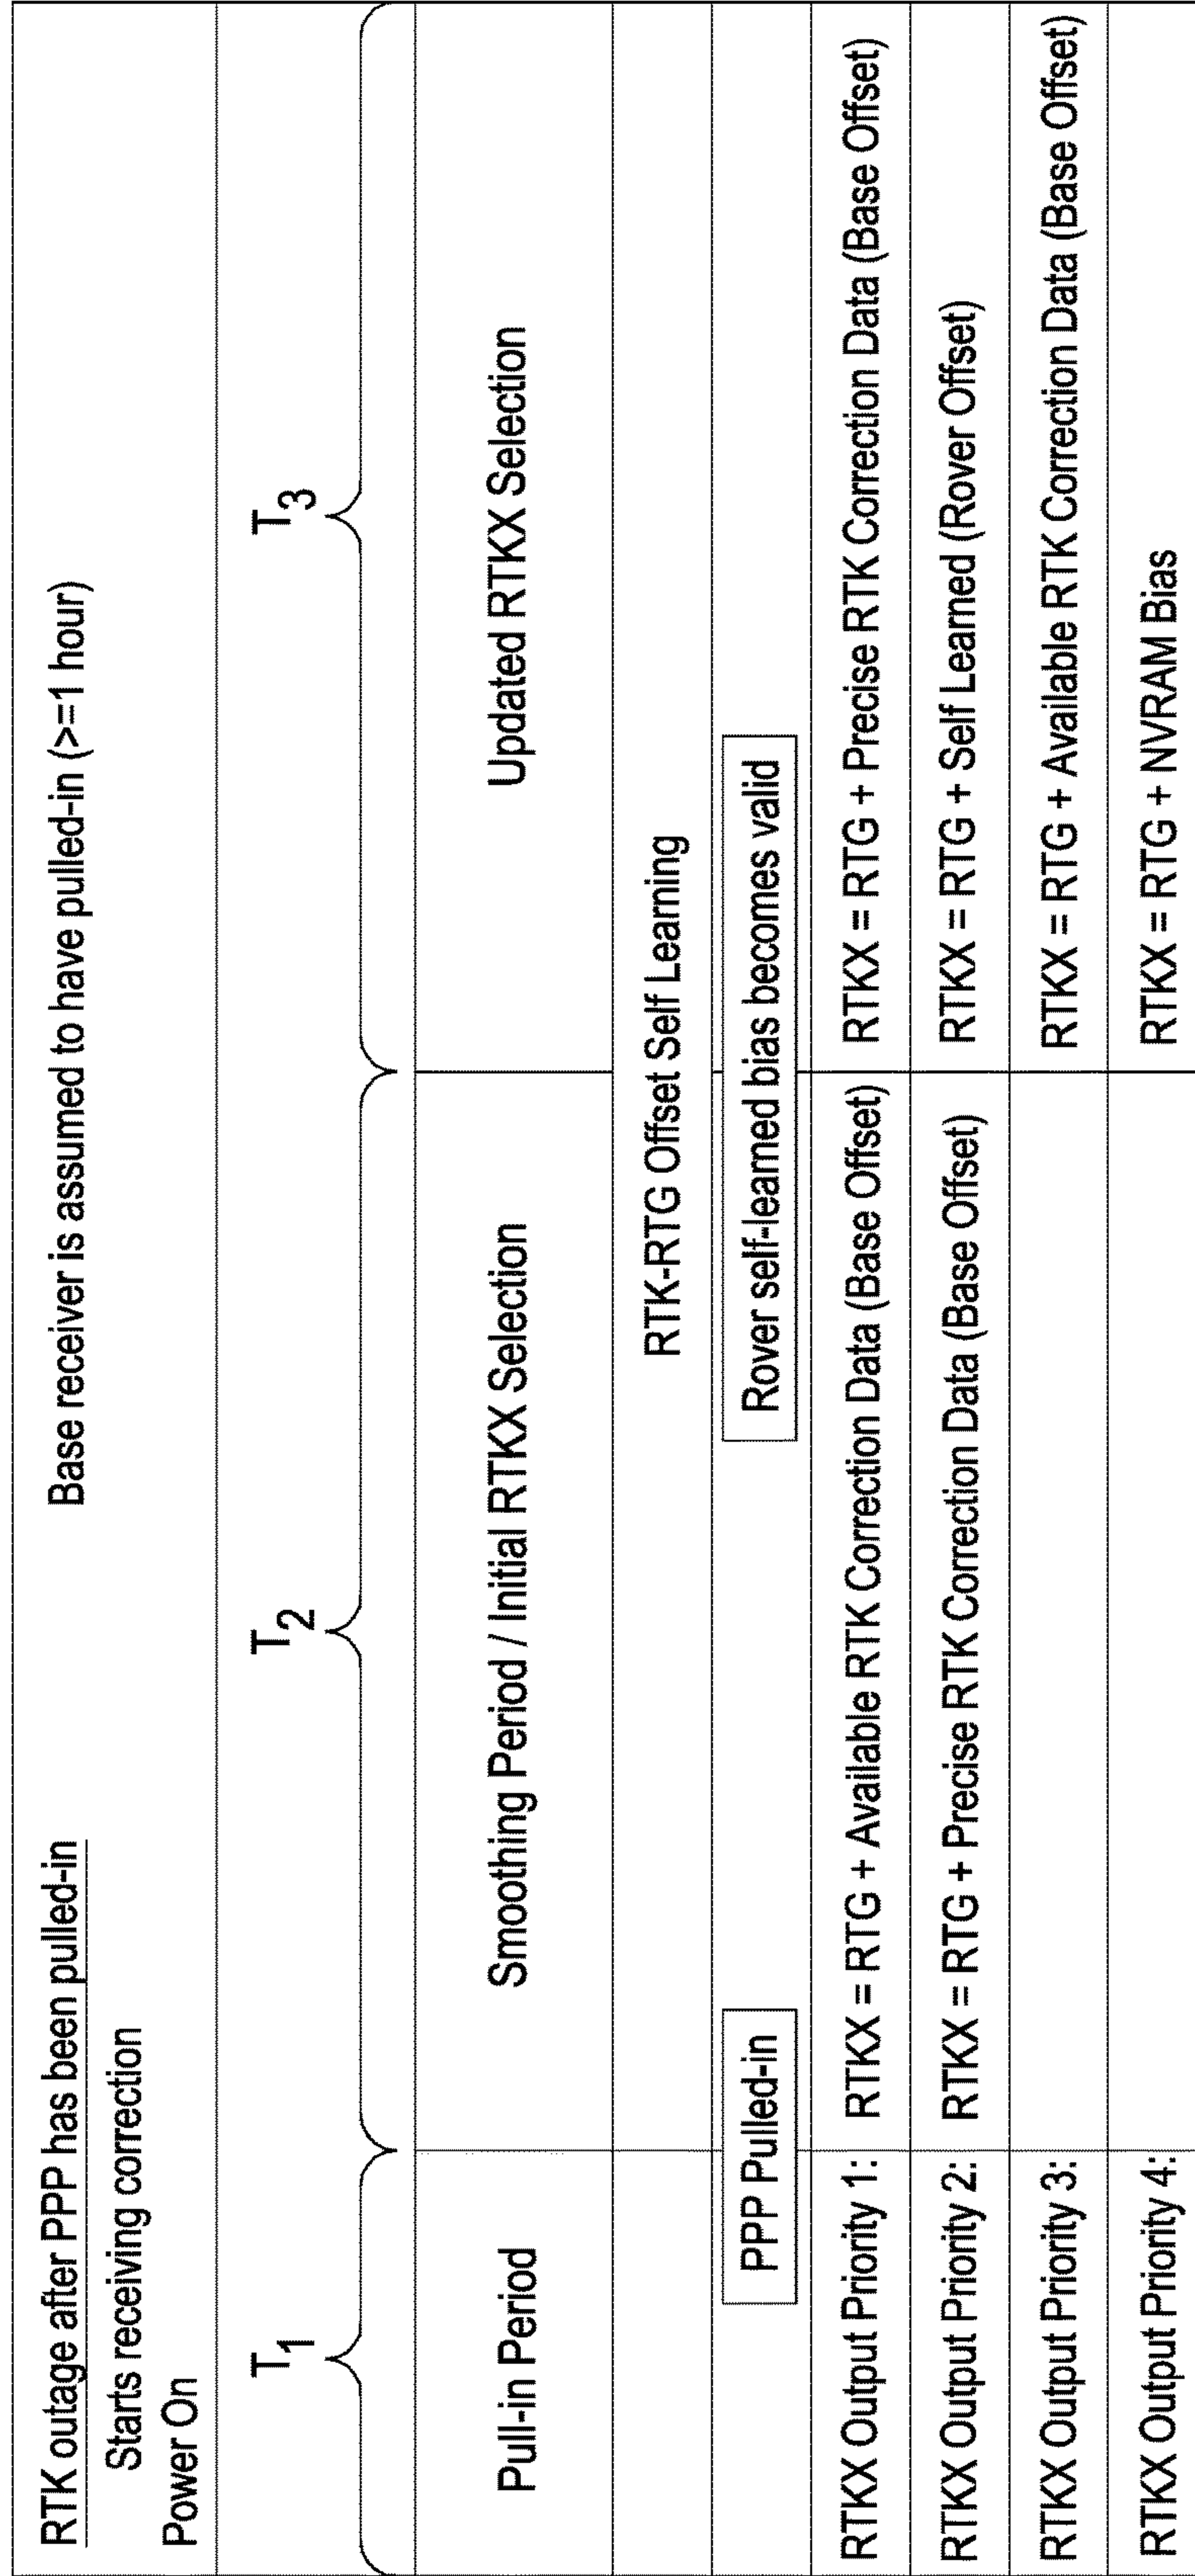 RTK outage after PPP has been pulled-in
Base receiver is assumed to have pulled-in (>=1 hour)
Starts receiving correction
Power On
T1
T2
T3
Pull-in Period
Smoothing Period / Initial RTKX Selection
Updated RTKX Selection
RTK-RTG Offset Self Learning
PPP Pulled-in
Rover self-learned bias becomes valid
RTKX Output Priority 1:
RTKX = RTG + Available RTK Correction Data (Base Offset)
RTKX = RTG + Precise RTK Correction Data (Base Offset)
RTKX Output Priority 2:
RTKX = RTG + Precise RTK Correction Data (Base Offset)
RTKX = RTG + Self Learned (Rover Offset)
RTKX Output Priority 3:
RTKX = RTG + Available RTK Correction Data (Base Offset)
RTKX Output Priority 4:
RTKX = RTG + NVRAM Bias